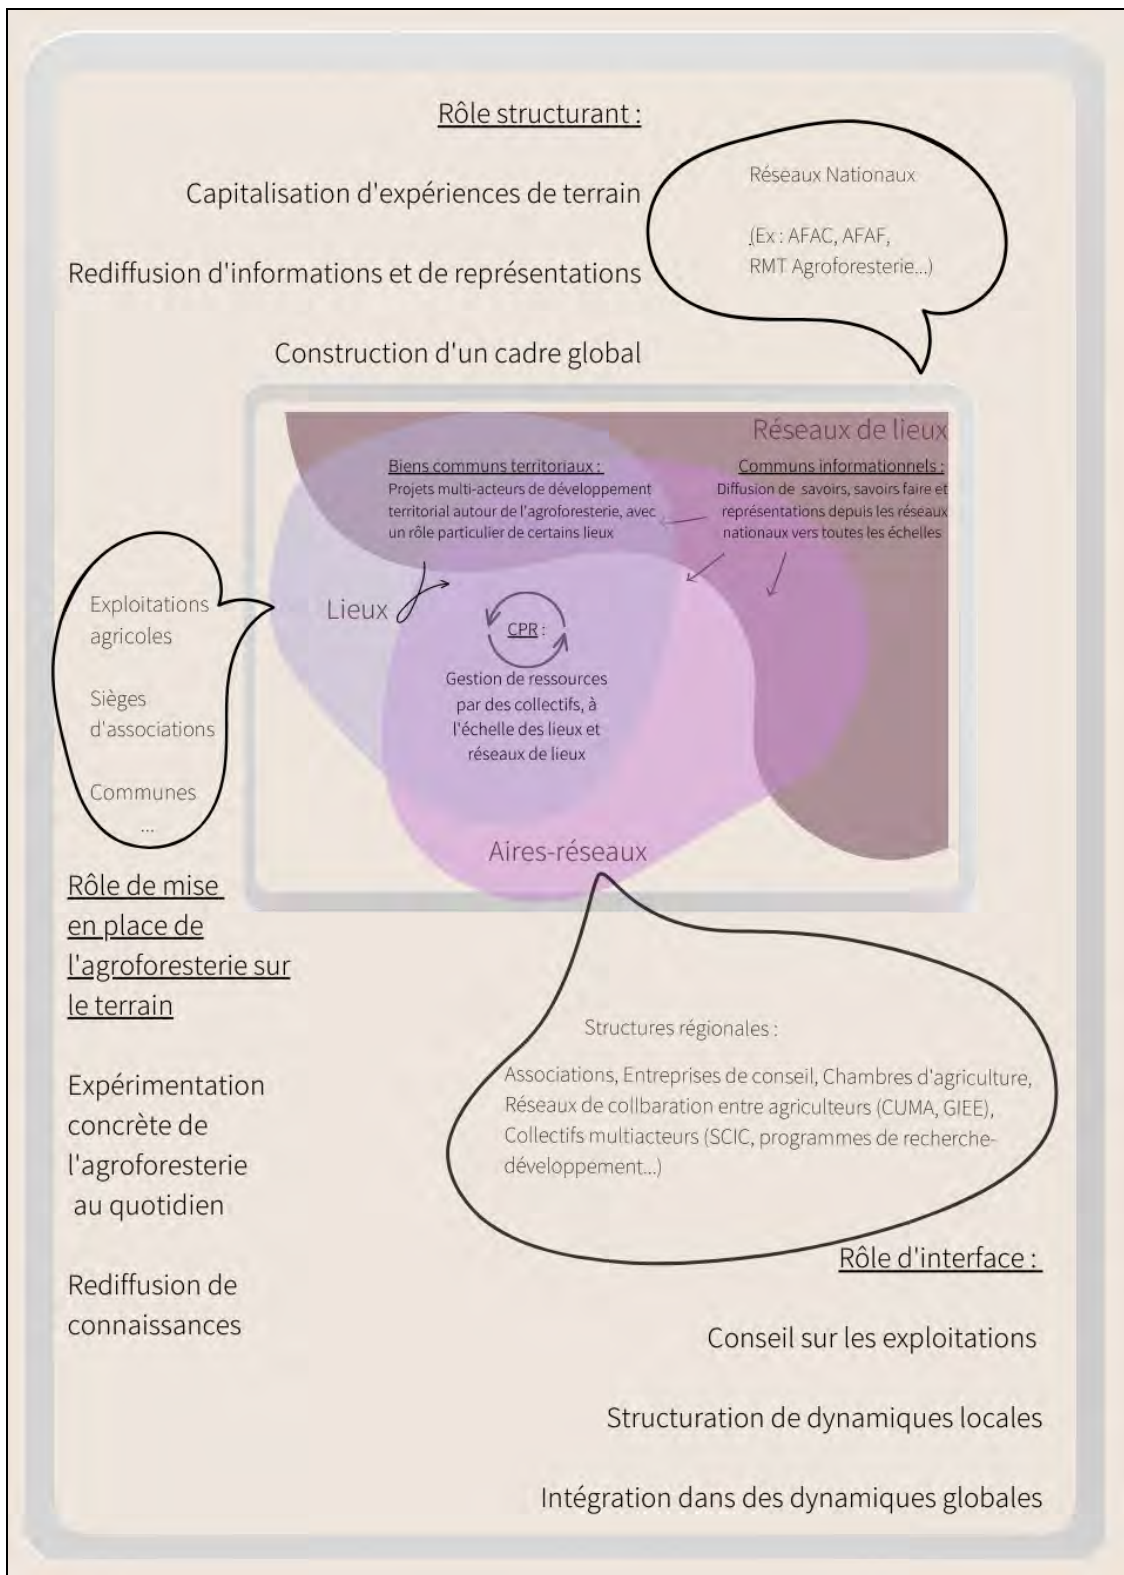 Rôle structurant :
Capitalisation d'expériences de terrain
Rediffusion d'informations et de représentations
Construction d'un cadre global
Réseaux Nationaux
(Ex : AFAC, AFAF,
RMT Agroforesterie...)
Réseaux de lieux
Biens communs territoriaux :
Projets multi-acteurs de développement
territorial autour de l'agroforesterie, avec
un rôle particulier de certains lieux
Communs informationnels :
Diffusion de savoirs, savoirs faire et
représentations depuis les réseaux
nationaux vers toutes les échelles
Lieux
CPR :
Gestion de ressources
par des collectifs, à
l'échelle des lieux et
réseaux de lieux
Aires-réseaux
Exploitations
agricoles
Sièges
d'associations
Communes
...
Rôle de mise
en place de
l'agroforesterie sur
le terrain
Expérimentation
concrète de
l'agroforesterie
au quotidien
Rediffusion de
connaissances
Structures régionales :
Associations, Entreprises de conseil, Chambres d'agriculture,
Réseaux de collbaration entre agriculteurs (CUMA, GIEE),
Collectifs multiacteurs (SCIC, programmes de recherche-
développement...)
Rôle d'interface :
Conseil sur les exploitations
Structuration de dynamiques locales
Intégration dans des dynamiques globales